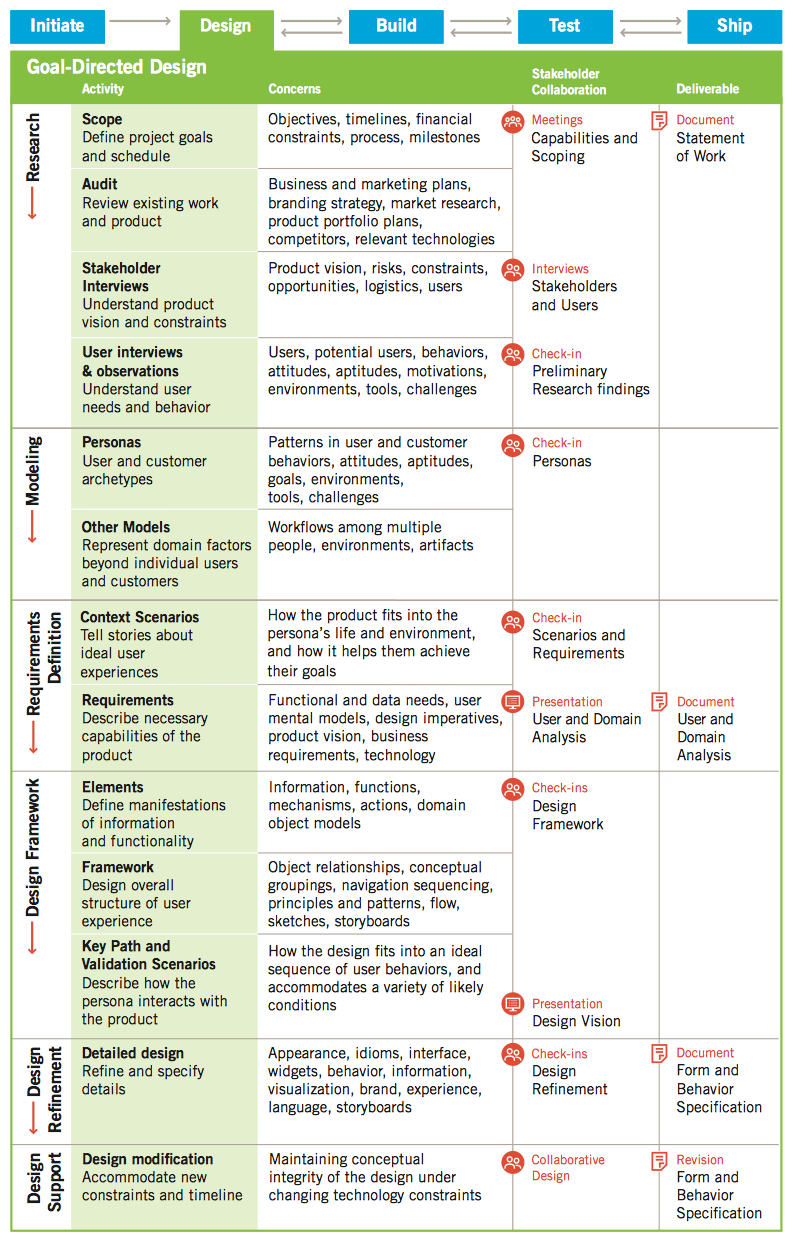 Initiate
Design
Build
Test
Ship
Goal-Directed Design
Activity
Concerns
Stakeholder
Collaboration
Deliverable
Research
Scope
Define project goals
and schedule
Objectives, timelines, financial
constraints, process, milestones
Meetings
Capabilities and
Scoping
Document
Statement
of Work
Audit
Review existing work
and product
Business and marketing plans,
branding strategy, market research,
product portfolio plans,
competitors, relevant technologies
Stakeholder
Interviews
Understand product
vision and constraints
Product vision, risks, constraints,
opportunities, logistics, users
Interviews
Stakeholders
and Users
User interviews
& observations
Understand user
needs and behavior
Users, potential users, behaviors,
attitudes, aptitudes, motivations,
environments, tools, challenges
Check-in
Preliminary
Research findings
Modeling
Personas
User and customer
archetypes
Patterns in user and customer
behaviors, attitudes, aptitudes,
goals, environments,
tools, challenges
Check-in
Personas
Other Models
Represent domain factors
beyond individual users
and customers
Workflows among multiple
people, environments, artifacts
Requirements
Definition
Context Scenarios
Tell stories about
ideal user
experiences
How the product fits into the
persona's life and environment,
and how it helps them achieve
their goals
Check-in
Scenarios and
Requirements
Requirements
Describe necessary
capabilities of the
product
Functional and data needs, user
mental models, design imperatives,
product vision, business
requirements, technology
Presentation
User and Domain
Analysis
Document
User and
Domain
Analysis
Design Framework
Elements
Define manifestations
of information
and functionality
Information, functions,
mechanisms, actions, domain
object models
Check-ins
Design
Framework
Framework
Design overall
structure of user
experience
Object relationships, conceptual
groupings, navigation sequencing,
principles and patterns, flow,
sketches, storyboards
Key Path and
Validation Scenarios
Describe how the
persona interacts with
the product
How the design fits into an ideal
sequence of user behaviors, and
accommodates a variety of likely
conditions
Presentation
Design Vision
Design
Refinement
Detailed design
Refine and specify
details
Appearance, idioms, interface,
widgets, behavior, information,
visualization, brand, experience,
language, storyboards
Check-ins
Design
Refinement
Document
Form and
Behavior
Specification
Design
Support
Design modification
Accommodate new
constraints and timeline
Maintaining conceptual
integrity of the design under
changing technology constraints
Collaborative
Design
Revision
Form and
Behavior
Specification